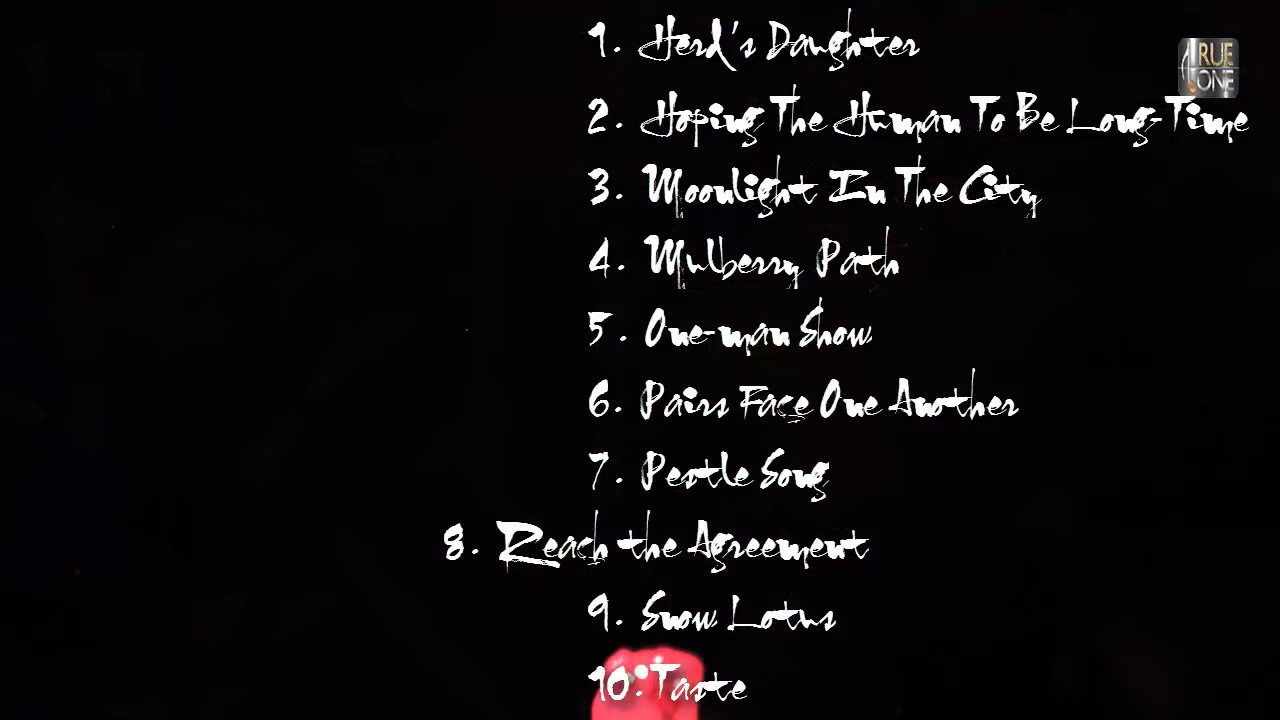 1. Herd's Daughter
TRUE
TONE
2. Hoping The Human To Be Long-Time
3. Moonlight In The City
4. Mulberry Path
5. One-man Show
6. Pairs Face One Another
7. Pestle Song
8. Reach the Agreement
9. Snow Lotus
10. Taste